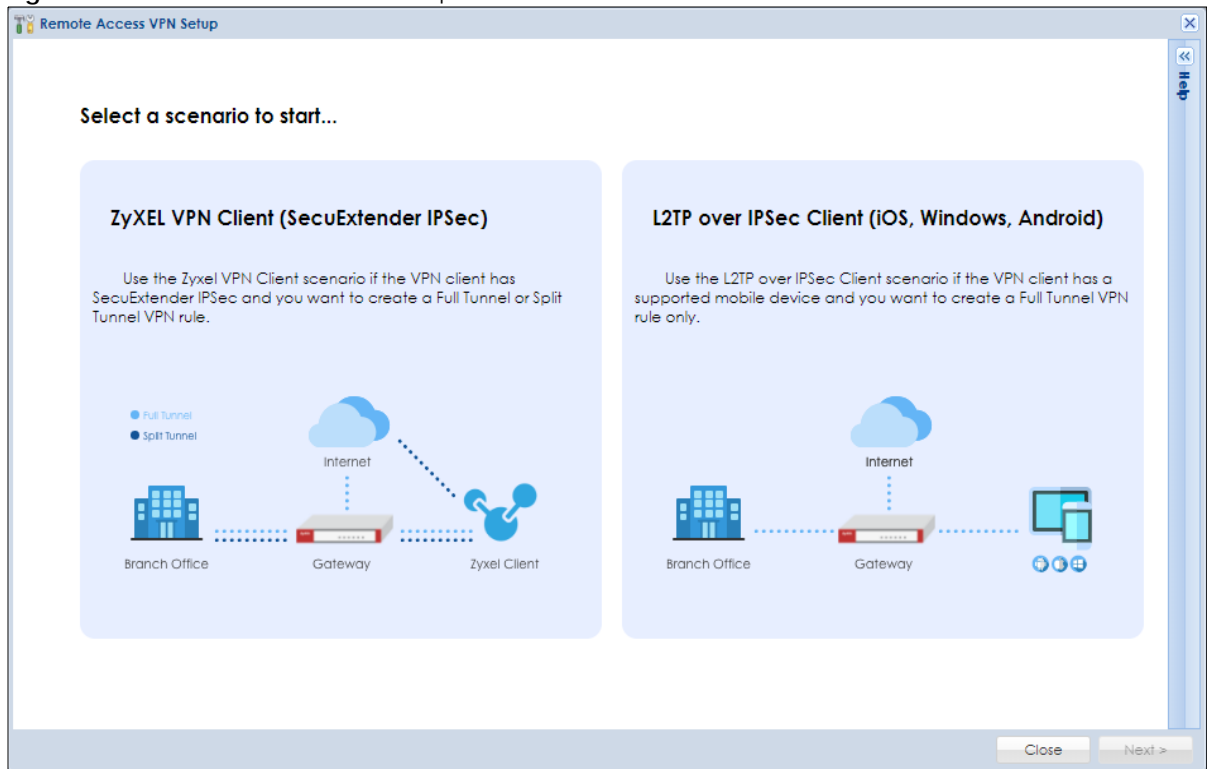 Remote Access VPN Setup
Help
Select a scenario to start...
ZyXEL VPN Client (SecuExtender IPSec)
Use the Zyxel VPN Client scenario if the VPN client has
SecuExtender IPSec and you want to create a Full Tunnel or Split
Tunnel VPN rule.
Full Tunnel
Split Tunnel
Internet
Branch Office
Gateway
Zyxel Client
L2TP over IPSec Client (iOS, Windows, Android)
Use the L2TP over IPSec Client scenario if the VPN client has a
supported mobile device and you want to create a Full Tunnel VPN
rule only.
Internet
Branch Office
Gateway
Close
Next >